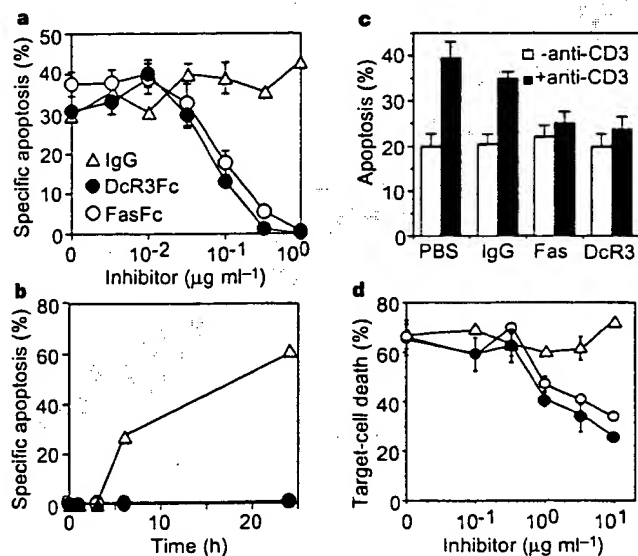 a
Specific apoptosis (%)
50
40
30
20
10
0
IgG
DcR3Fc
FasFc
0 10-2 10-1 100
Inhibitor (µg ml-1)
b
Specific apoptosis (%)
80
60
40
20
0
0 10 20
Time (h)
c
Apoptosis (%)
50
40
30
20
10
0
-anti-CD3
+anti-CD3
PBS IgG Fas DcR3
d
Target-cell death (%)
80
60
40
20
0
0 10-1 100 101
Inhibitor (µg ml-1)